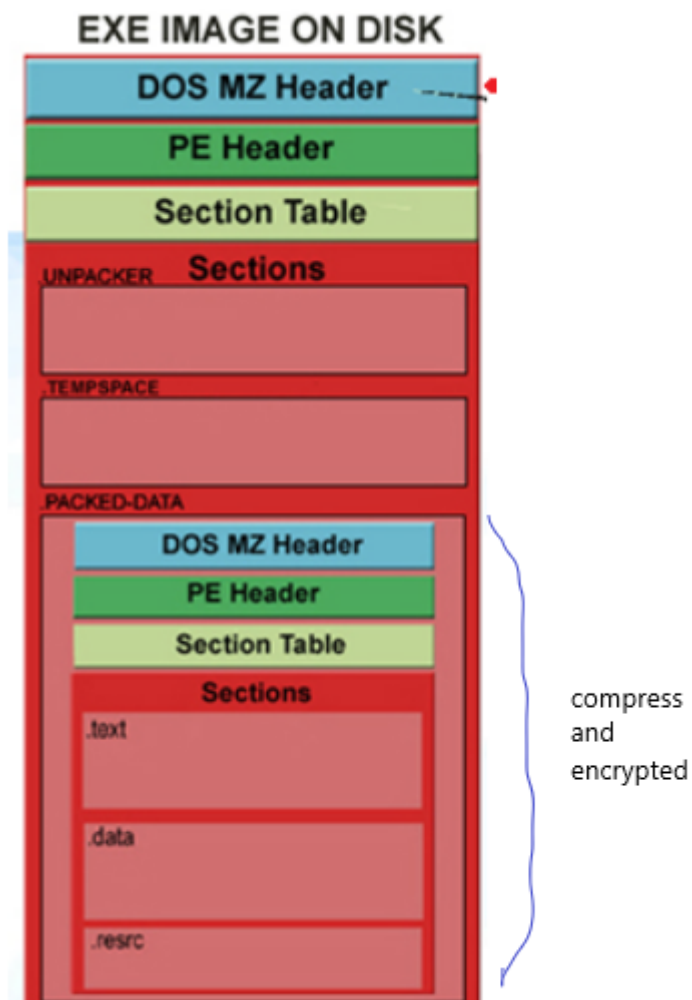 EXE IMAGE ON DISK
DOS MZ Header
PE Header
Section Table
Sections
.UNPACKER
.TEMPSPACE
.PACKED-DATA
DOS MZ Header
PE Header
Section Table
Sections
.text
.data
.resrc
compress
and
encrypted